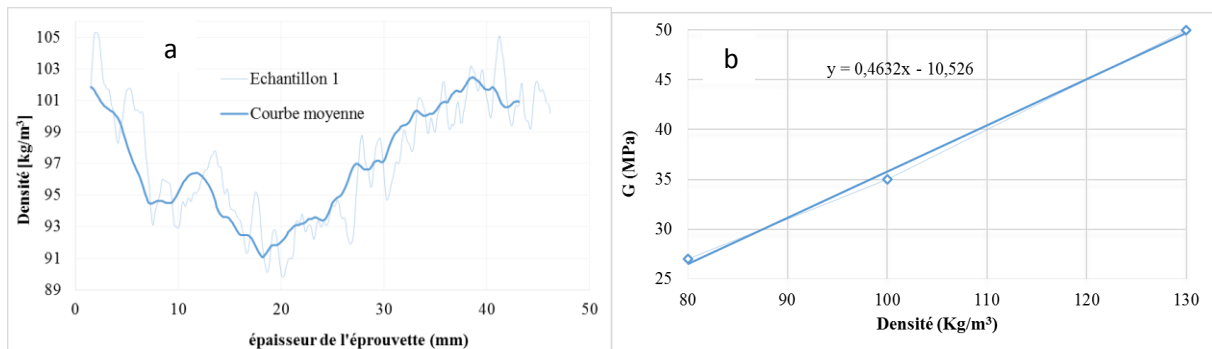 a
Densité [kg/m³]
105
103
101
99
97
95
93
91
89
Echantillon 1
Courbe moyenne
0 10 20 30 40 50
épaisseur de l'éprouvette (mm)
b
G (MPa)
50
45
40
35
30
25
y = 0,4632x - 10,526
80 90 100 110 120 130
Densité (Kg/m³)